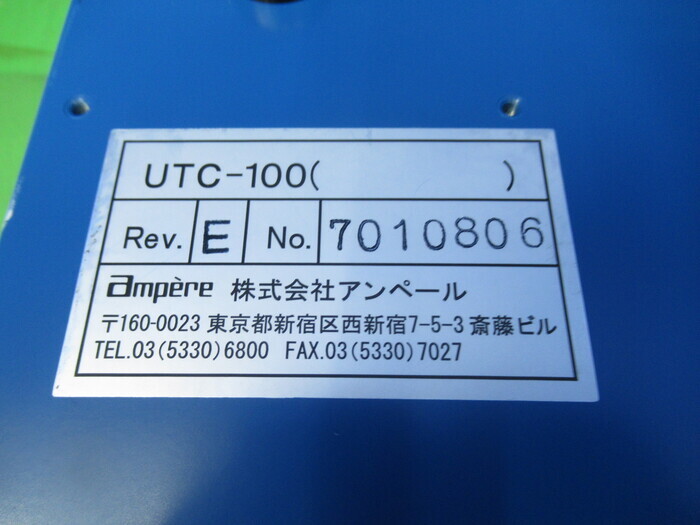 UTC-100( )
Rev. E No. 7010806
ampère 株式会社アンペール
〒160-0023 東京都新宿区西新宿7-5-3 斎藤ビル
TEL.03(5330)6800 FAX.03(5330)7027